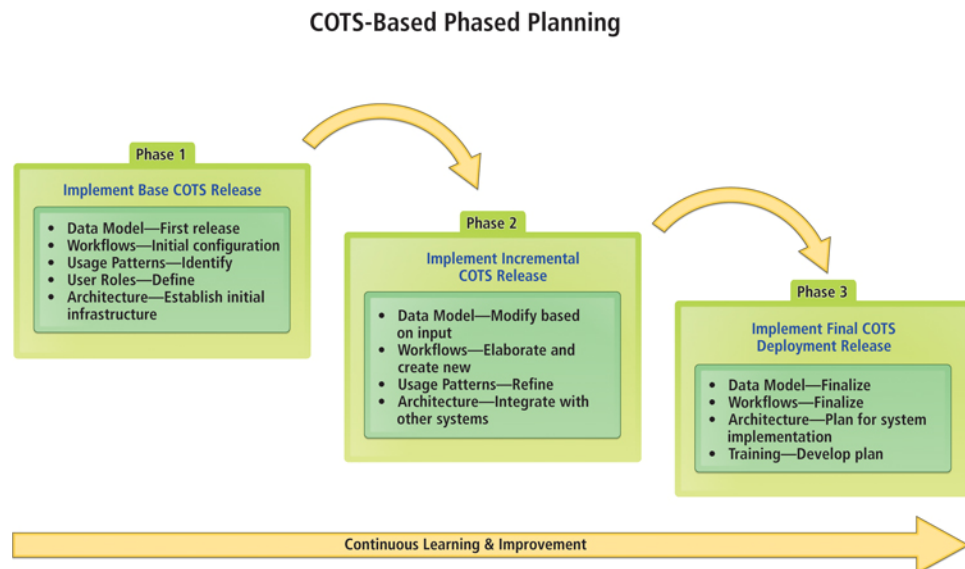 COTS-Based Phased Planning
Phase 1
Implement Base COTS Release
• Data Model—First release
• Workflows—Initial configuration
• Usage Patterns—Identify
• User Roles—Define
• Architecture—Establish initial
infrastructure
Phase 2
Implement Incremental
COTS Release
• Data Model—Modify based
on input
• Workflows—Elaborate and
create new
• Usage Patterns—Refine
• Architecture—Integrate with
other systems
Phase 3
Implement Final COTS
Deployment Release
• Data Model—Finalize
• Workflows—Finalize
• Architecture—Plan for system
implementation
• Training—Develop plan
Continuous Learning & Improvement